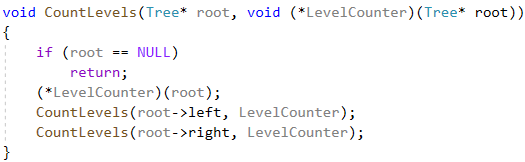 void CountLevels(Tree* root, void (*LevelCounter)(Tree* root))
{
    if (root == NULL)
        return;
    (*LevelCounter)(root);
    CountLevels(root->left, LevelCounter);
    CountLevels(root->right, LevelCounter);
}